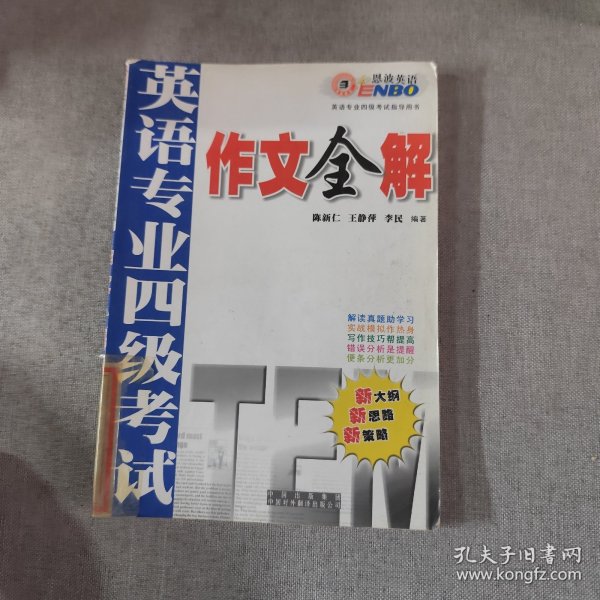 恩波英语
ENBO
英语专业四级考试指导用书
英语专业四级考试
作文全解
陈新仁 王静萍 李民 编著
解读真题助学习
实战模拟作热身
写作技巧帮提高
错误分析是提醒
便条分析更加分
新大纲
新思路
新策略
TEM
中国出版集团
中国对外翻译出版公司
孔夫子旧书网
www.kongfz.com